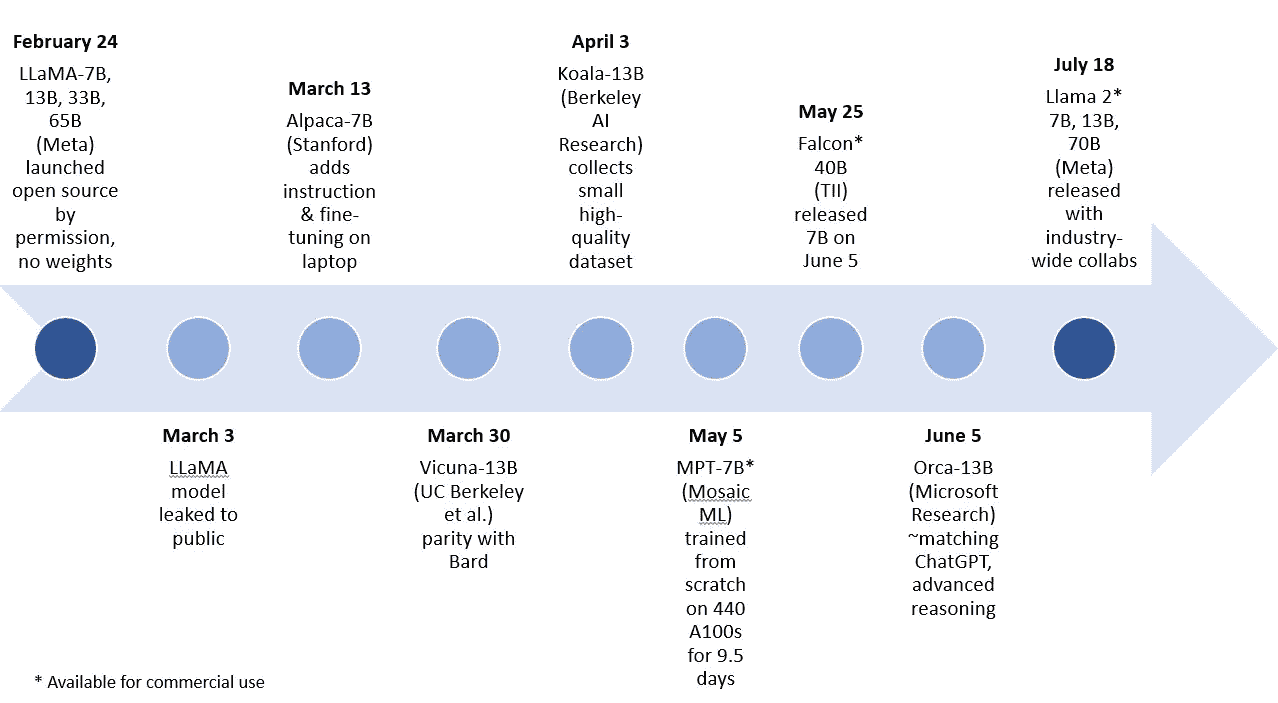 February 24
LLaMA-7B,
13B, 33B,
65B
(Meta)
launched
open source
by
permission,
no weights
March 3
LLaMA
model
leaked to
public
March 13
Alpaca-7B
(Stanford)
adds
instruction
& fine-
tuning on
laptop
March 30
Vicuna-13B
(UC Berkeley
et al.)
parity with
Bard
April 3
Koala-13B
(Berkeley
AI
Research)
collects
small
high-
quality
dataset
May 5
MPT-7B*
(Mosaic
ML)
trained
from
scratch
on 440
A100s
for 9.5
days
May 25
Falcon*
40B
(TII)
released
7B on
June 5
June 5
Orca-13B
(Microsoft
Research)
~matching
ChatGPT,
advanced
reasoning
July 18
Llama 2*
7B, 13B,
70B
(Meta)
released
with
industry-
wide collabs
* Available for commercial use